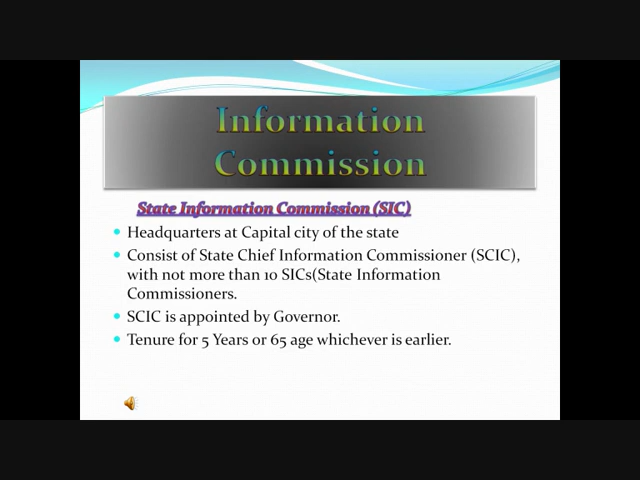 Information
Commission
State Information Commission (SIC)
Headquarters at Capital city of the state
Consist of State Chief Information Commissioner (SCIC),
with not more than 10 SICs(State Information
Commissioners.
SCIC is appointed by Governor.
Tenure for 5 Years or 65 age whichever is earlier.